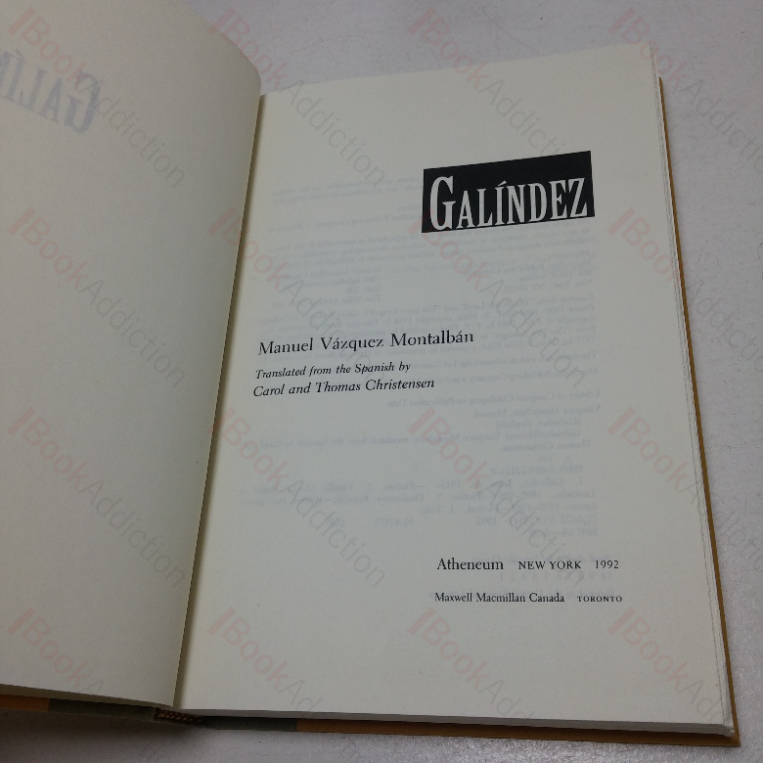 GALÍNDEZ
Manuel Vázquez Montalbán
Translated from the Spanish by
Carol and Thomas Christensen
Atheneum NEW YORK 1992
Maxwell Macmillan Canada TORONTO
BookAddiction